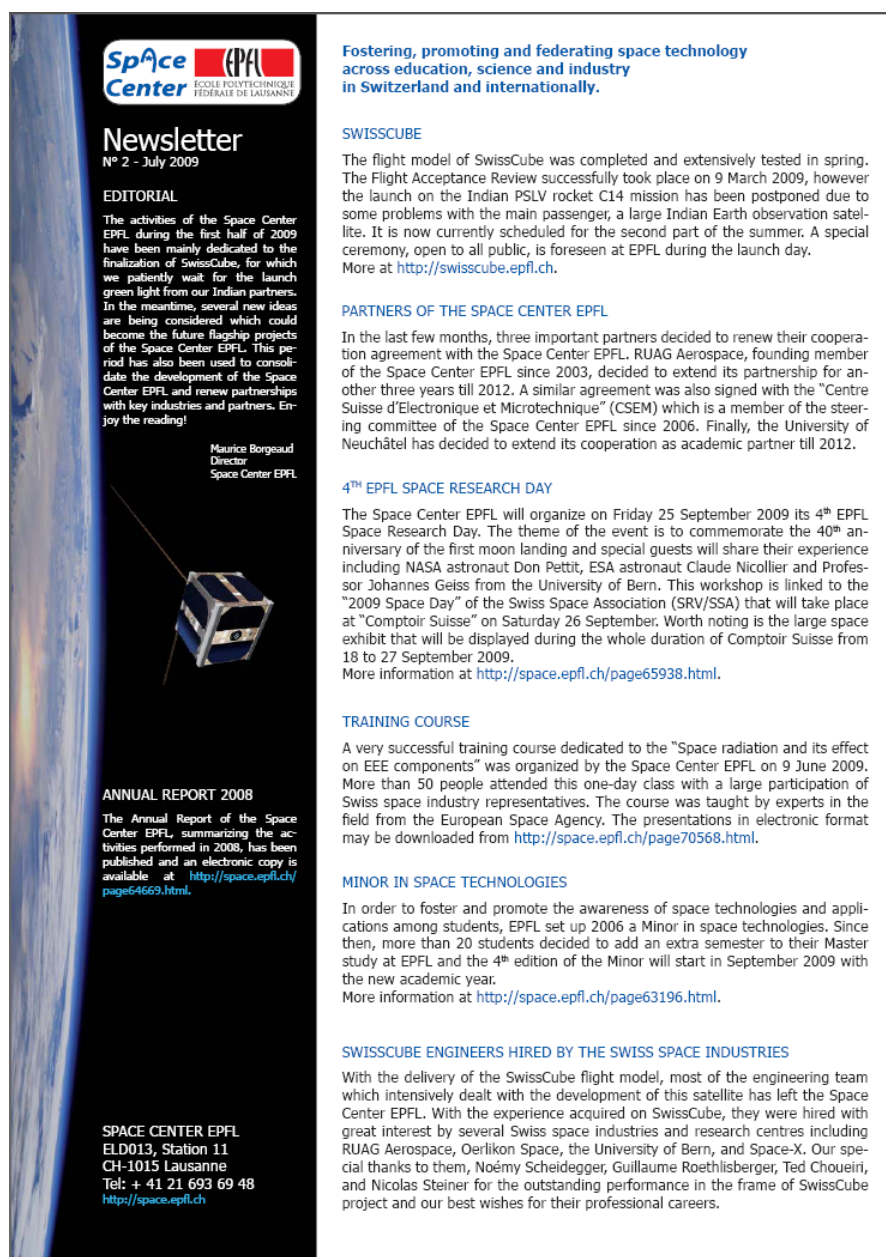 SpAce
Center
EPFL
ÉCOLE POLYTECHNIQUE
FÉDÉRALE DE LAUSANNE
Newsletter
N° 2 - July 2009
EDITORIAL
The activities of the Space Center
EPFL during the first half of 2009
have been mainly dedicated to the
finalization of SwissCube, for which
we patiently wait for the launch
green light from our Indian partners.
In the meantime, several new ideas
are being considered which could
become the future flagship projects
of the Space Center EPFL. This pe-
riod has also been used to consoli-
date the development of the Space
Center EPFL and renew partnerships
with key industries and partners. En-
joy the reading!
Maurice Borgeaud
Director
Space Center EPFL
ANNUAL REPORT 2008
The Annual Report of the Space
Center EPFL, summarizing the ac-
tivities performed in 2008, has been
published and an electronic copy is
available at http://space.epfl.ch/
page64669.html.
SPACE CENTER EPFL
ELD013, Station 11
CH-1015 Lausanne
Tel: + 41 21 693 69 48
http://space.epfl.ch
Fostering, promoting and federating space technology
across education, science and industry
in Switzerland and internationally.
SWISSCUBE
The flight model of SwissCube was completed and extensively tested in spring.
The Flight Acceptance Review successfully took place on 9 March 2009, however
the launch on the Indian PSLV rocket C14 mission has been postponed due to
some problems with the main passenger, a large Indian Earth observation satel-
lite. It is now currently scheduled for the second part of the summer. A special
ceremony, open to all public, is foreseen at EPFL during the launch day.
More at http://swisscube.epfl.ch.
PARTNERS OF THE SPACE CENTER EPFL
In the last few months, three important partners decided to renew their coopera-
tion agreement with the Space Center EPFL. RUAG Aerospace, founding member
of the Space Center EPFL since 2003, decided to extend its partnership for an-
other three years till 2012. A similar agreement was also signed with the “Centre
Suisse d’Electronique et Microtechnique” (CSEM) which is a member of the steer-
ing committee of the Space Center EPFL since 2006. Finally, the University of
Neuchâtel has decided to extend its cooperation as academic partner till 2012.
4TH EPFL SPACE RESEARCH DAY
The Space Center EPFL will organize on Friday 25 September 2009 its 4th EPFL
Space Research Day. The theme of the event is to commemorate the 40th an-
niversary of the first moon landing and special guests will share their experience
including NASA astronaut Don Pettit, ESA astronaut Claude Nicollier and Profes-
sor Johannes Geiss from the University of Bern. This workshop is linked to the
“2009 Space Day” of the Swiss Space Association (SRV/SSA) that will take place
at “Comptoir Suisse” on Saturday 26 September. Worth noting is the large space
exhibit that will be displayed during the whole duration of Comptoir Suisse from
18 to 27 September 2009.
More information at http://space.epfl.ch/page65938.html.
TRAINING COURSE
A very successful training course dedicated to the “Space radiation and its effect
on EEE components” was organized by the Space Center EPFL on 9 June 2009.
More than 50 people attended this one-day class with a large participation of
Swiss space industry representatives. The course was taught by experts in the
field from the European Space Agency. The presentations in electronic format
may be downloaded from http://space.epfl.ch/page70568.html.
MINOR IN SPACE TECHNOLOGIES
In order to foster and promote the awareness of space technologies and appli-
cations among students, EPFL set up 2006 a Minor in space technologies. Since
then, more than 20 students decided to add an extra semester to their Master
study at EPFL and the 4th edition of the Minor will start in September 2009 with
the new academic year.
More information at http://space.epfl.ch/page63196.html.
SWISSCUBE ENGINEERS HIRED BY THE SWISS SPACE INDUSTRIES
With the delivery of the SwissCube flight model, most of the engineering team
which intensively dealt with the development of this satellite has left the Space
Center EPFL. With the experience acquired on SwissCube, they were hired with
great interest by several Swiss space industries and research centres including
RUAG Aerospace, Oerlikon Space, the University of Bern, and Space-X. Our spe-
cial thanks to them, Noémy Scheidegger, Guillaume Roethlisberger, Ted Choueiri,
and Nicolas Steiner for the outstanding performance in the frame of SwissCube
project and our best wishes for their professional careers.